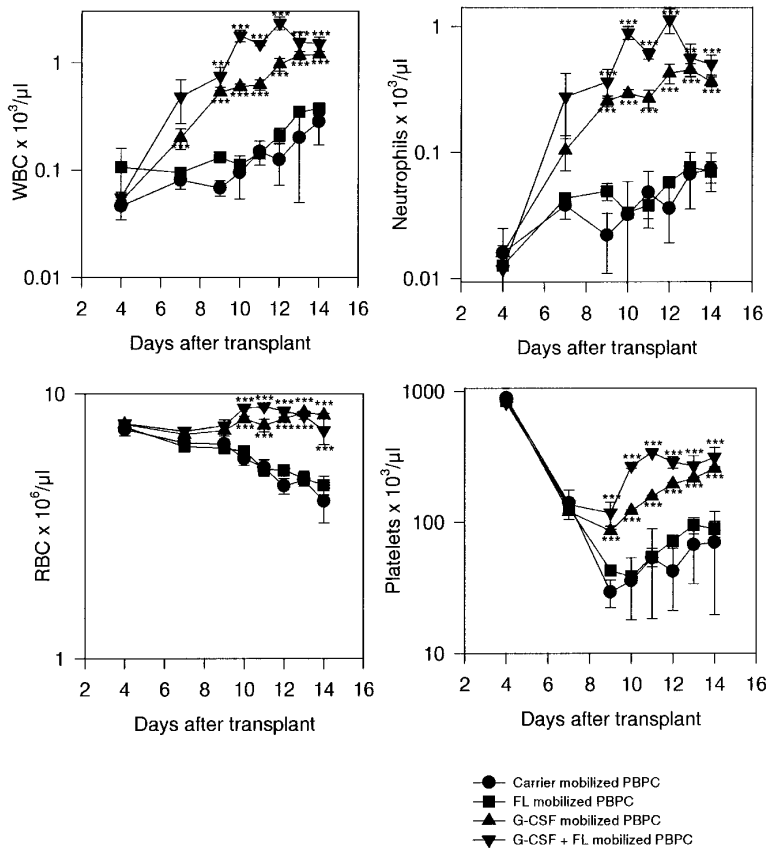 WBC x 10³/µl
1
0.1
0.01
2 4 6 8 10 12 14 16
Days after transplant
Neutrophils x 10³/µl
1
0.1
0.01
2 4 6 8 10 12 14 16
Days after transplant
RBC x 10⁶/µl
10
1
2 4 6 8 10 12 14 16
Days after transplant
Platelets x 10³/µl
1000
100
10
2 4 6 8 10 12 14 16
Days after transplant
Carrier mobilized PBPC
FL mobilized PBPC
G-CSF mobilized PBPC
G-CSF + FL mobilized PBPC